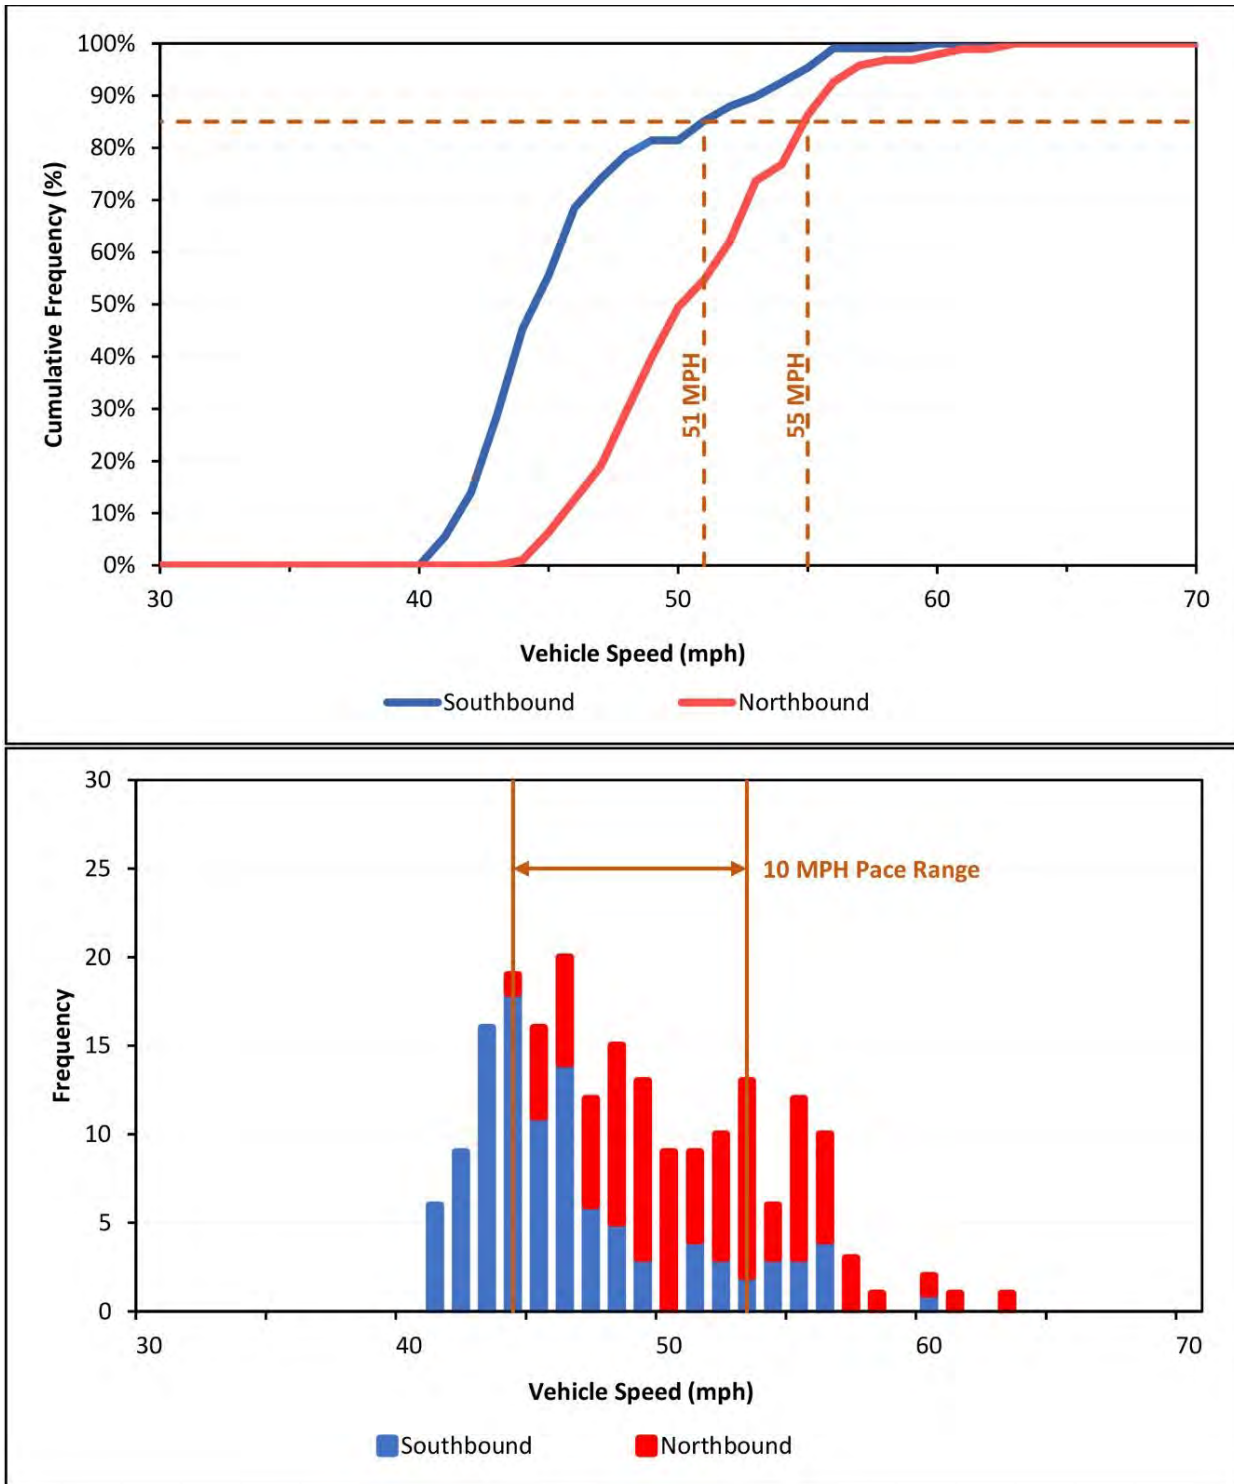 100%
90%
80%
70%
60%
50%
40%
30%
20%
10%
0%
Cumulative Frequency (%)
51 MPH
55 MPH
30 40 50 60 70
Vehicle Speed (mph)
Southbound Northbound
30
25
20
15
10
5
0
Frequency
10 MPH Pace Range
30 40 50 60 70
Vehicle Speed (mph)
Southbound Northbound